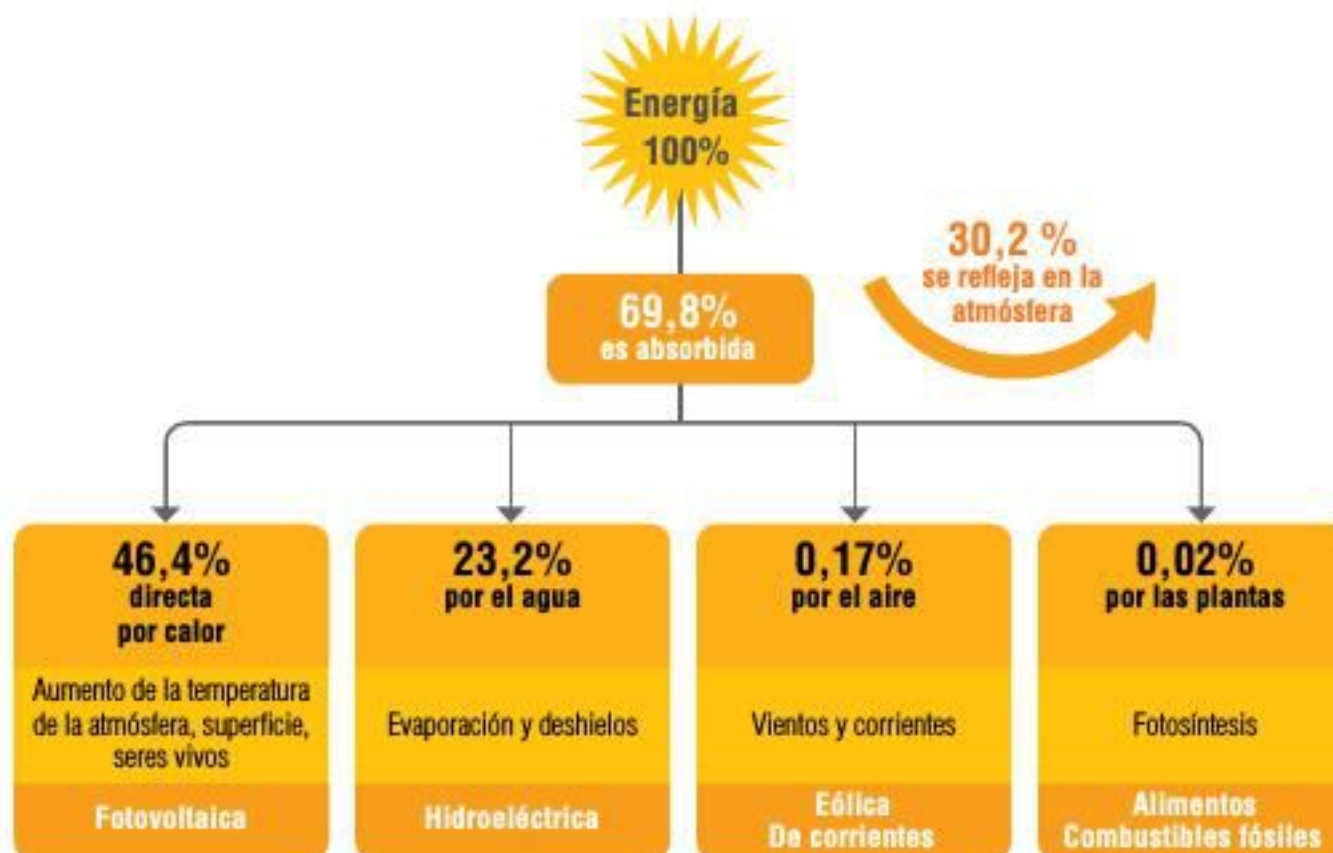 Energía
100%
30,2 %
se refleja en la
atmósfera
69,8%
es absorbida
46,4%
directa
por calor
Aumento de la temperatura
de la atmósfera, superficie,
seres vivos
Fotovoltaica
23,2%
por el agua
Evaporación y deshielos
Hidroeléctrica
0,17%
por el aire
Vientos y corrientes
Eólica
De corrientes
0,02%
por las plantas
Fotosíntesis
Alimentos
Combustibles fósiles